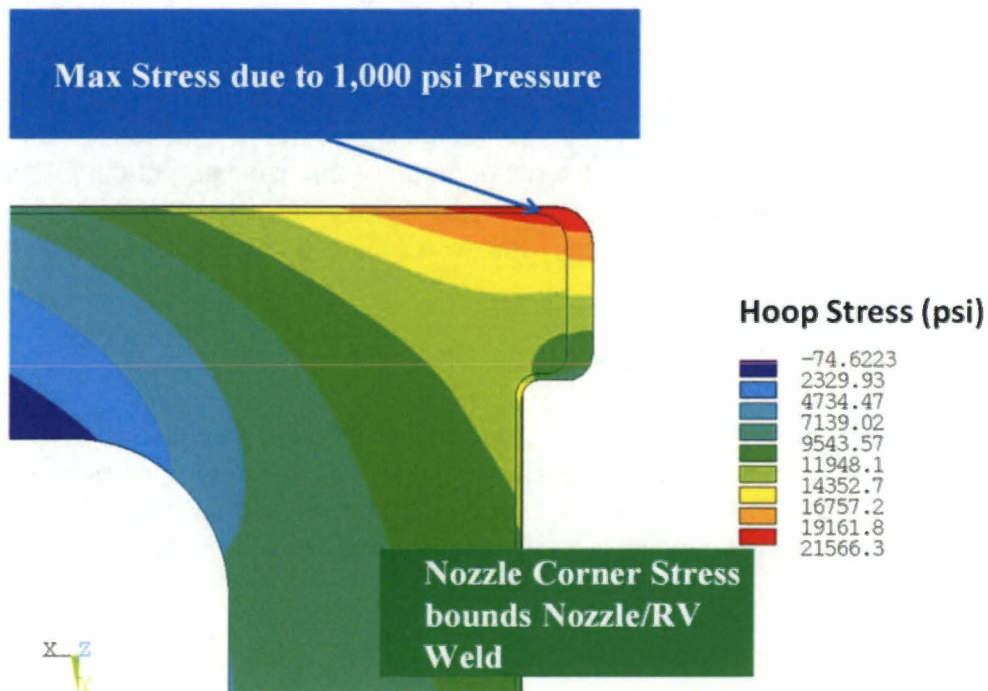 Max Stress due to 1,000 psi Pressure
Hoop Stress (psi)
-74.6223
2329.93
4734.47
7139.02
9543.57
11948.1
14352.7
16757.2
19161.8
21566.3
Nozzle Corner Stress
bounds Nozzle/RV
Weld
X Z
Y